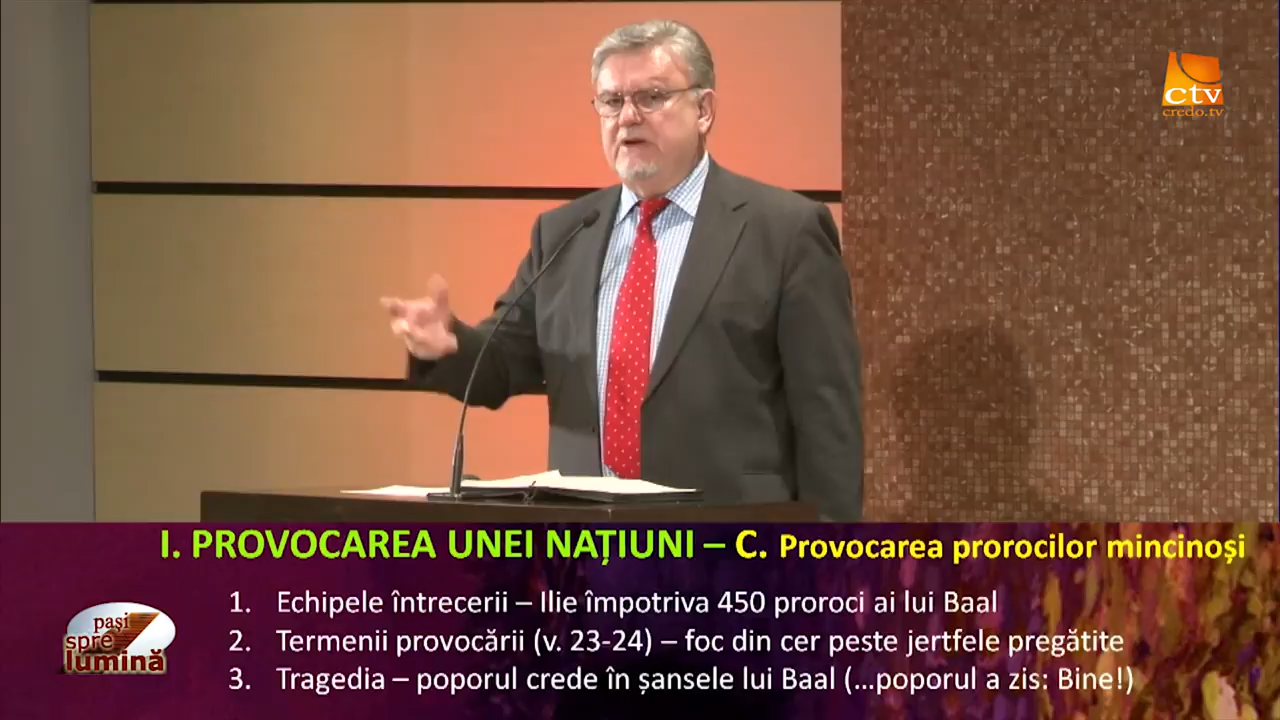 ctv
credo.tv
I. PROVOCAREA UNEI NAȚIUNI – C. Provocarea prorocilor mincinoși
1. Echipele întrecerii – Ilie împotriva 450 proroci ai lui Baal
2. Termenii provocării (v. 23-24) – foc din cer peste jertfele pregătite
3. Tragedia – poporul crede în șansele lui Baal (...poporul a zis: Bine!)
pași
spre
lumină